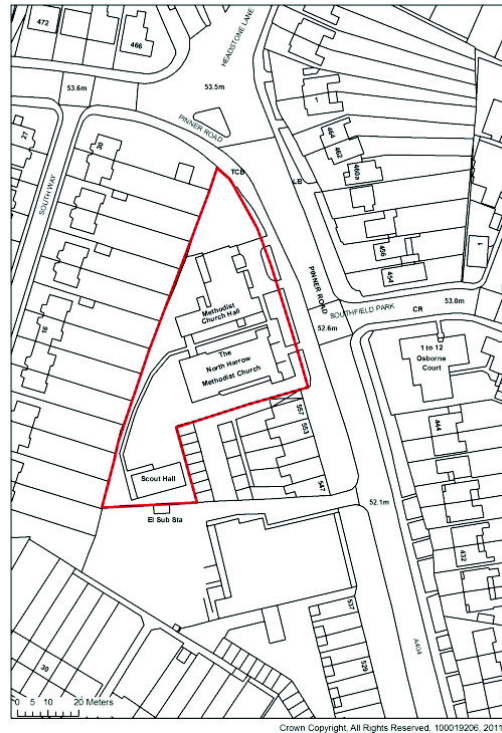 472
466
HEADSTONE LANE
53.6m
53.5m
PINNER ROAD
1
27
38
TCB
LB
464
462
460a
SOUTH WAY
456
454
1
Methodist
Church Hall
PINNER ROAD
SOUTHFIELD PARK
CR
53.0m
52.6m
16
The
North Harrow
Methodist Church
1 to 12
Osborne
Court
557
553
444
Scout Hall
547
El Sub Sta
52.1m
432
537
30
529
A404
0 5 10 20 Meters
Crown Copyright, All Rights Reserved, 100019206, 2011